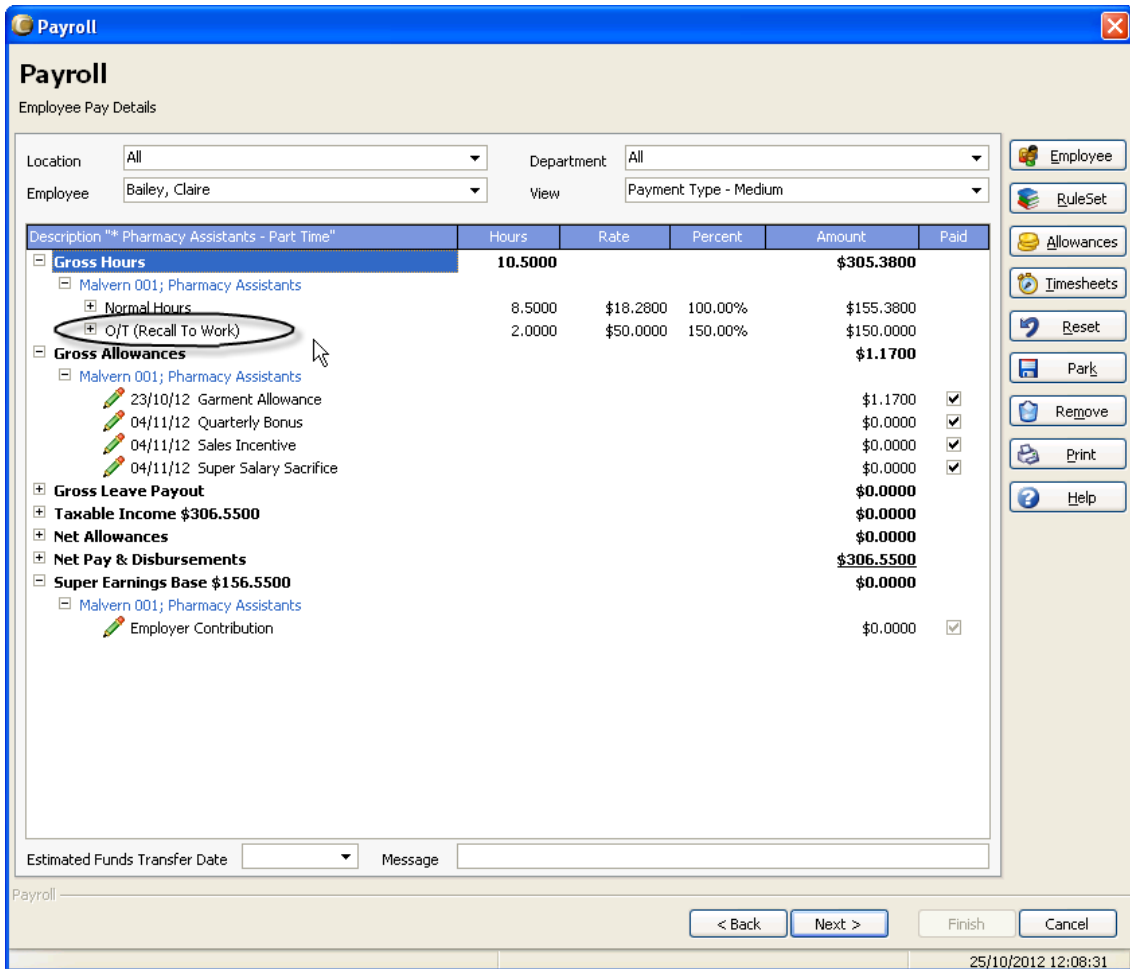 Payroll
Payroll
Employee Pay Details
Location All Department All
Employee Bailey, Claire View Payment Type - Medium
Description "* Pharmacy Assistants - Part Time" Hours Rate Percent Amount Paid
Gross Hours 10.5000 $305.3800
Malvern 001; Pharmacy Assistants
Normal Hours 8.5000 $18.2800 100.00% $155.3800
O/T (Recall To Work) 2.0000 $50.0000 150.00% $150.0000
Gross Allowances $1.1700
Malvern 001; Pharmacy Assistants
23/10/12 Garment Allowance $1.1700
04/11/12 Quarterly Bonus $0.0000
04/11/12 Sales Incentive $0.0000
04/11/12 Super Salary Sacrifice $0.0000
Gross Leave Payout $0.0000
Taxable Income $306.5500 $0.0000
Net Allowances $0.0000
Net Pay & Disbursements $306.5500
Super Earnings Base $156.5500 $0.0000
Malvern 001; Pharmacy Assistants
Employer Contribution $0.0000
Estimated Funds Transfer Date Message
Employee
RuleSet
Allowances
Timesheets
Reset
Park
Remove
Print
Help
Payroll
< Back Next > Finish Cancel
25/10/2012 12:08:31